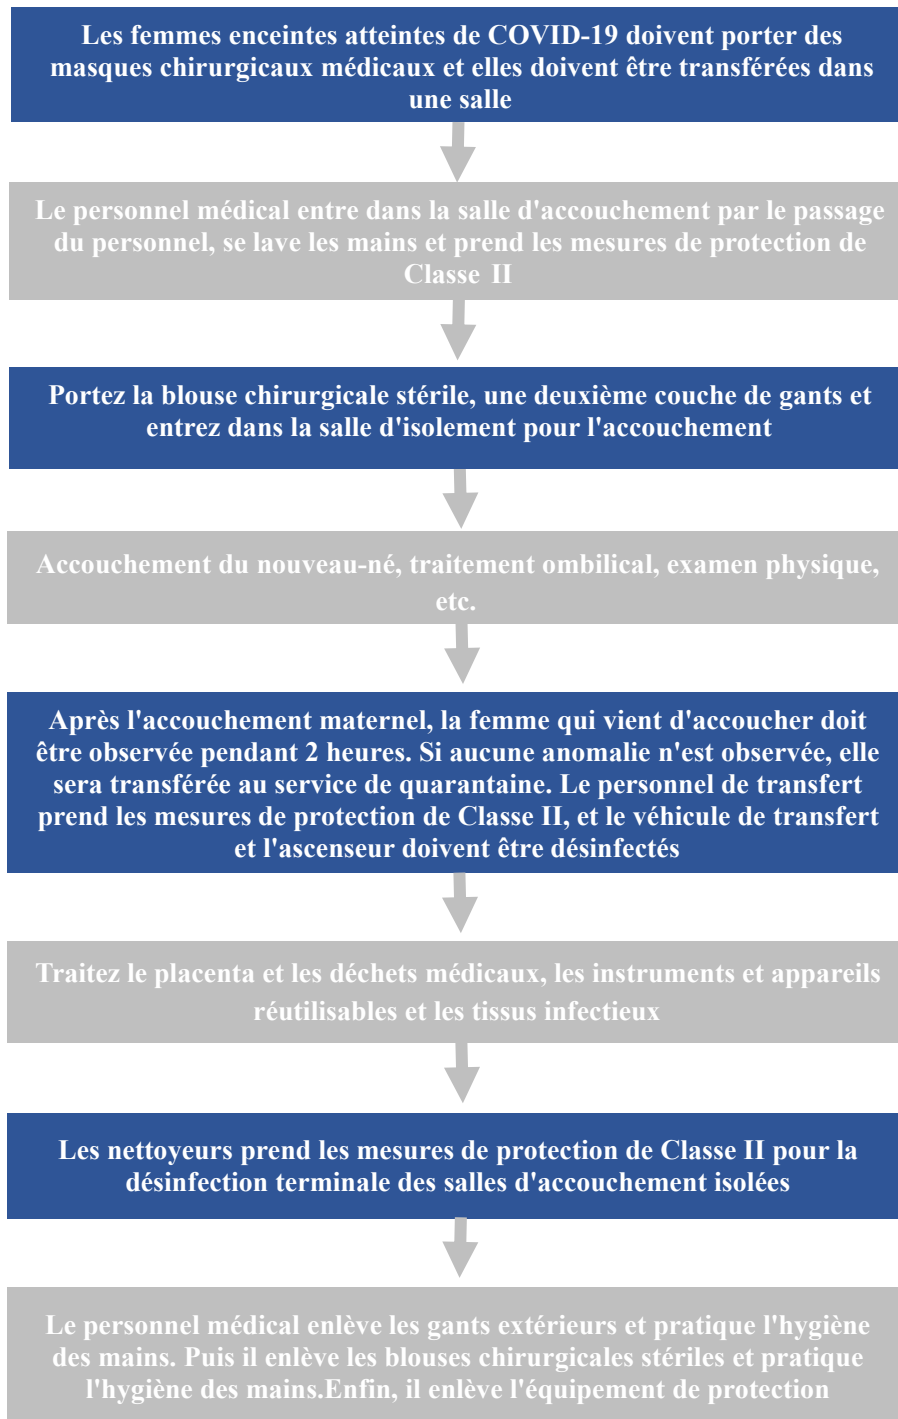 Les femmes enceintes atteintes de COVID-19 doivent porter des
masques chirurgicaux médicaux et elles doivent être transférées dans
une salle
Le personnel médical entre dans la salle d'accouchement par le passage
du personnel, se lave les mains et prend les mesures de protection de
Classe II
Portez la blouse chirurgicale stérile, une deuxième couche de gants et
entrez dans la salle d'isolement pour l'accouchement
Accouchement du nouveau-né, traitement ombilical, examen physique,
etc.
Après l'accouchement maternel, la femme qui vient d'accoucher doit
être observée pendant 2 heures. Si aucune anomalie n'est observée, elle
sera transférée au service de quarantaine. Le personnel de transfert
prend les mesures de protection de Classe II, et le véhicule de transfert
et l'ascenseur doivent être désinfectés
Traitez le placenta et les déchets médicaux, les instruments et appareils
réutilisables et les tissus infectieux
Les nettoyeurs prend les mesures de protection de Classe II pour la
désinfection terminale des salles d'accouchement isolées
Le personnel médical enlève les gants extérieurs et pratique l'hygiène
des mains. Puis il enlève les blouses chirurgicales stériles et pratique
l'hygiène des mains.Enfin, il enlève l'équipement de protection